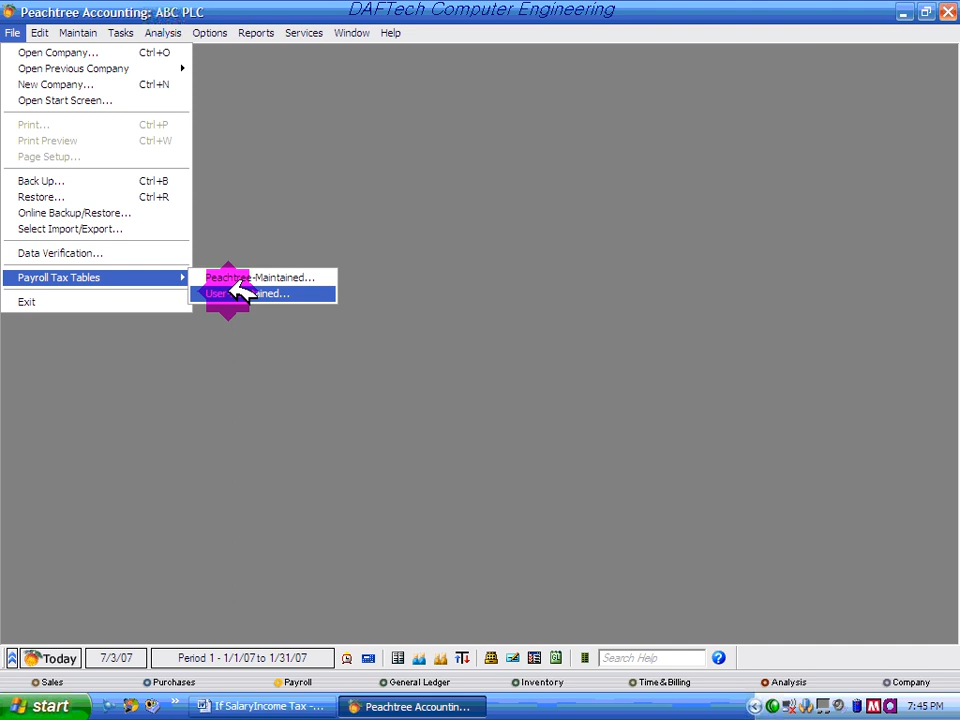 Peachtree Accounting: ABC PLC
DAFTech Computer Engineering
File Edit Maintain Tasks Analysis Options Reports Services Window Help
Open Company... Ctrl+O
Open Previous Company
New Company... Ctrl+N
Open Start Screen...
Print... Ctrl+P
Print Preview Ctrl+W
Page Setup...
Back Up... Ctrl+B
Restore... Ctrl+R
Online Backup/Restore...
Select Import/Export...
Data Verification...
Payroll Tax Tables
Peachtree-Maintained...
User
Exit
Today 7/3/07 Period 1 - 1/1/07 to 1/31/07 Search Help
Sales Purchases Payroll General Ledger Inventory Time & Billing Analysis Company
start If SalaryIncome Tax -... Peachtree Accountin... 7:45 PM